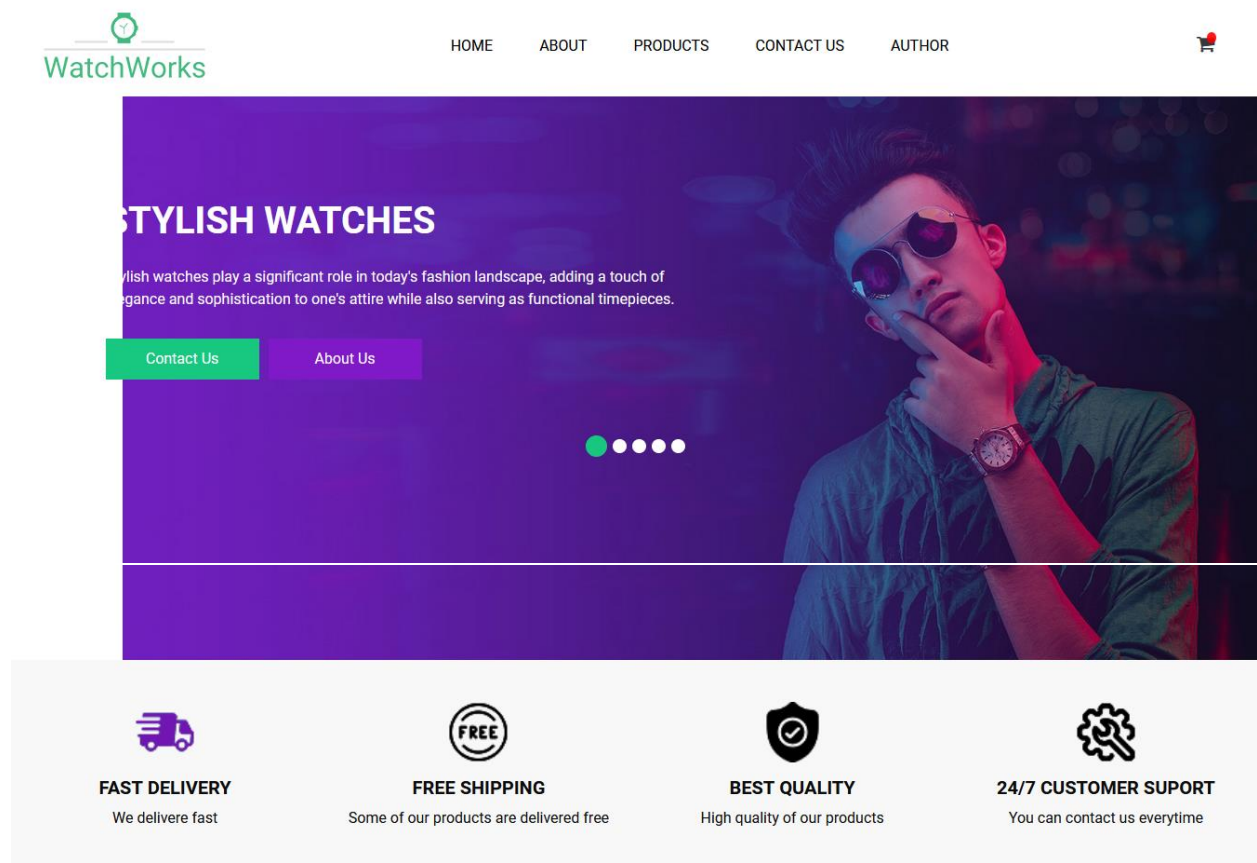 WatchWorks
HOME ABOUT PRODUCTS CONTACT US AUTHOR
STYLISH WATCHES
ylish watches play a significant role in today's fashion landscape, adding a touch of
egance and sophistication to one's attire while also serving as functional timepieces.
Contact Us About Us
FREE
FAST DELIVERY FREE SHIPPING BEST QUALITY 24/7 CUSTOMER SUPORT
We delivere fast Some of our products are delivered free High quality of our products You can contact us everytime